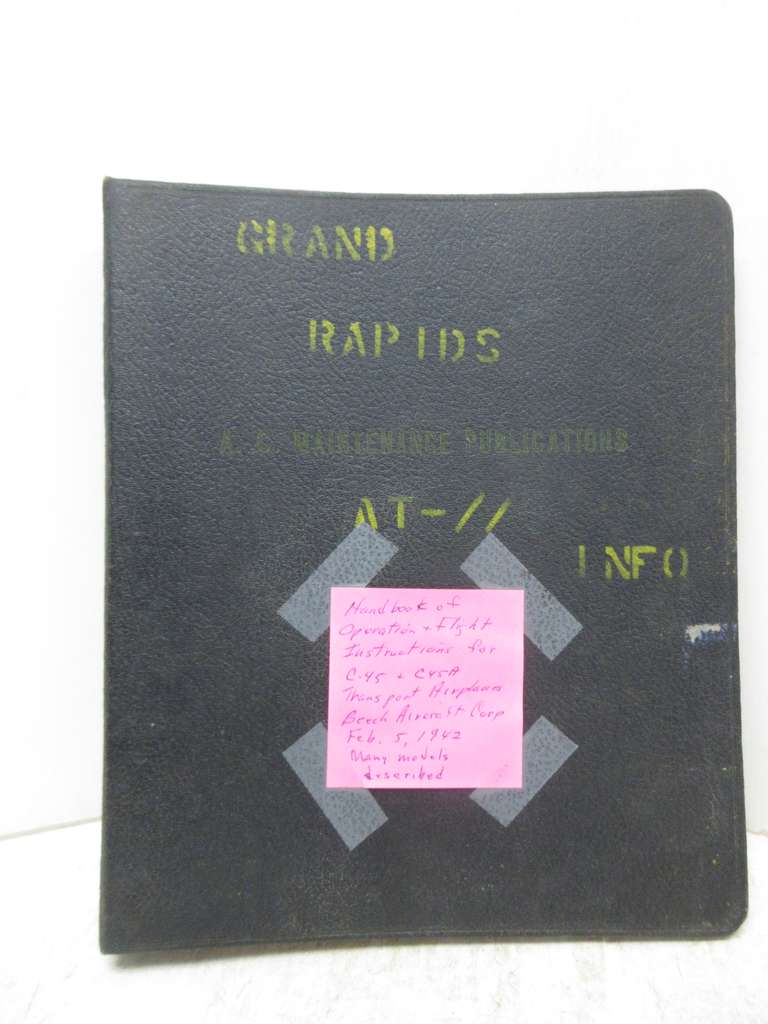 GRAND
RAPIDS
A. C. MAINTENANCE PUBLICATIONS
AT-//
INFO
Handbook of
Operation + flight
Instructions for
C-45 + C45A
Transport Airplanes
Beech Aircraft Corp
Feb. 5, 1942
Many models
described